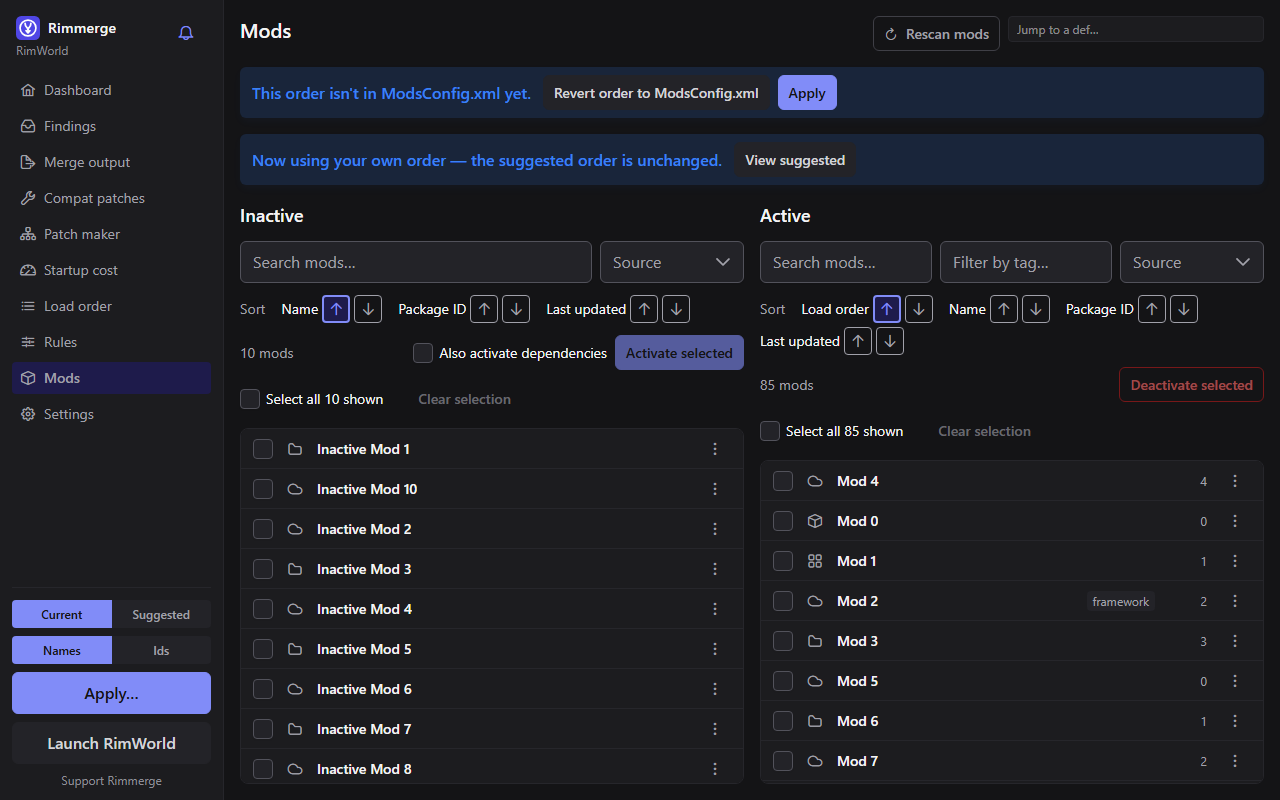 Rimmerge
RimWorld
Dashboard
Findings
Merge output
Compat patches
Patch maker
Startup cost
Load order
Rules
Mods
Settings
Current Suggested
Names Ids
Apply...
Launch RimWorld
Support Rimmerge
Mods
Rescan mods
Jump to a def...
This order isn't in ModsConfig.xml yet. Revert order to ModsConfig.xml Apply
Now using your own order — the suggested order is unchanged. View suggested
Inactive
Search mods... Source
Sort Name Package ID Last updated
10 mods Also activate dependencies Activate selected
Select all 10 shown Clear selection
Inactive Mod 1
Inactive Mod 10
Inactive Mod 2
Inactive Mod 3
Inactive Mod 4
Inactive Mod 5
Inactive Mod 6
Inactive Mod 7
Inactive Mod 8
Active
Search mods... Filter by tag... Source
Sort Load order Name Package ID
Last updated
85 mods Deactivate selected
Select all 85 shown Clear selection
Mod 4 4
Mod 0 0
Mod 1 1
Mod 2 framework 2
Mod 3 3
Mod 5 0
Mod 6 1
Mod 7 2